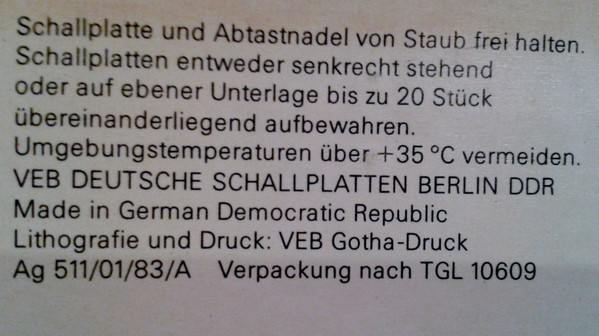 Schallplatte und Abtastnadel von Staub frei halten.
Schallplatten entweder senkrecht stehend
oder auf ebener Unterlage bis zu 20 Stück
übereinanderliegend aufbewahren.
Umgebungstemperaturen über +35 °C vermeiden.
VEB DEUTSCHE SCHALLPLATTEN BERLIN DDR
Made in German Democratic Republic
Lithografie und Druck: VEB Gotha-Druck
Ag 511/01/83/A Verpackung nach TGL 10609